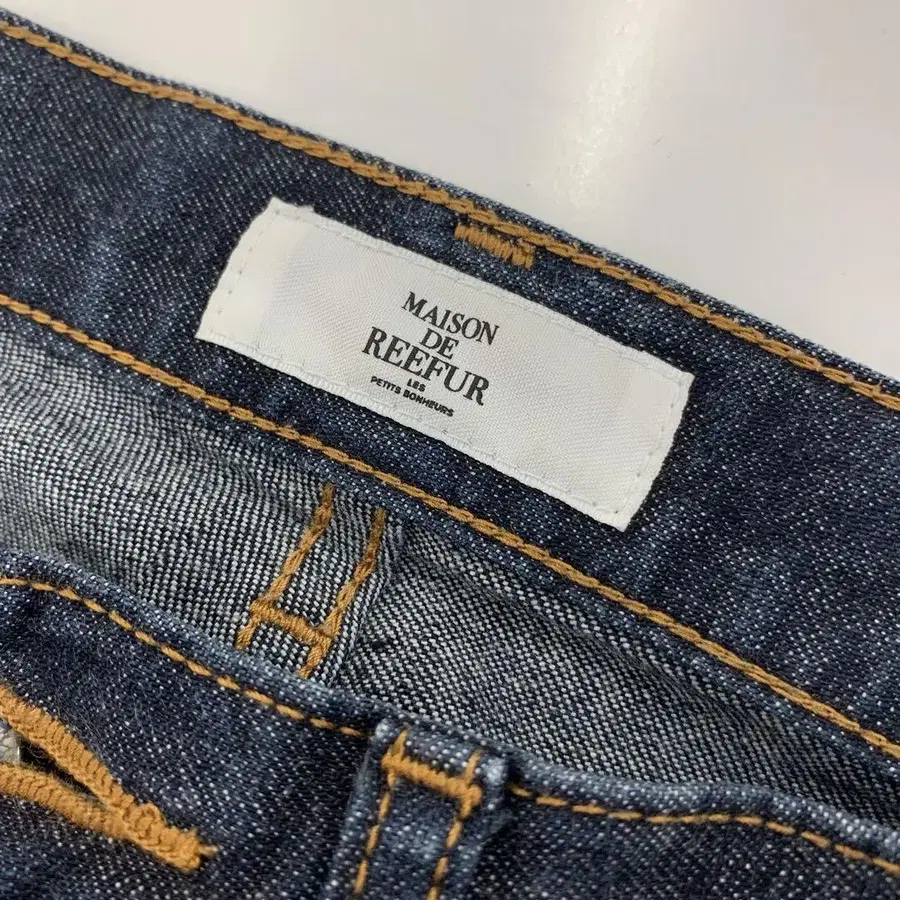 MAISON
DE
REEFUR
LES
PETITS BONHEURS